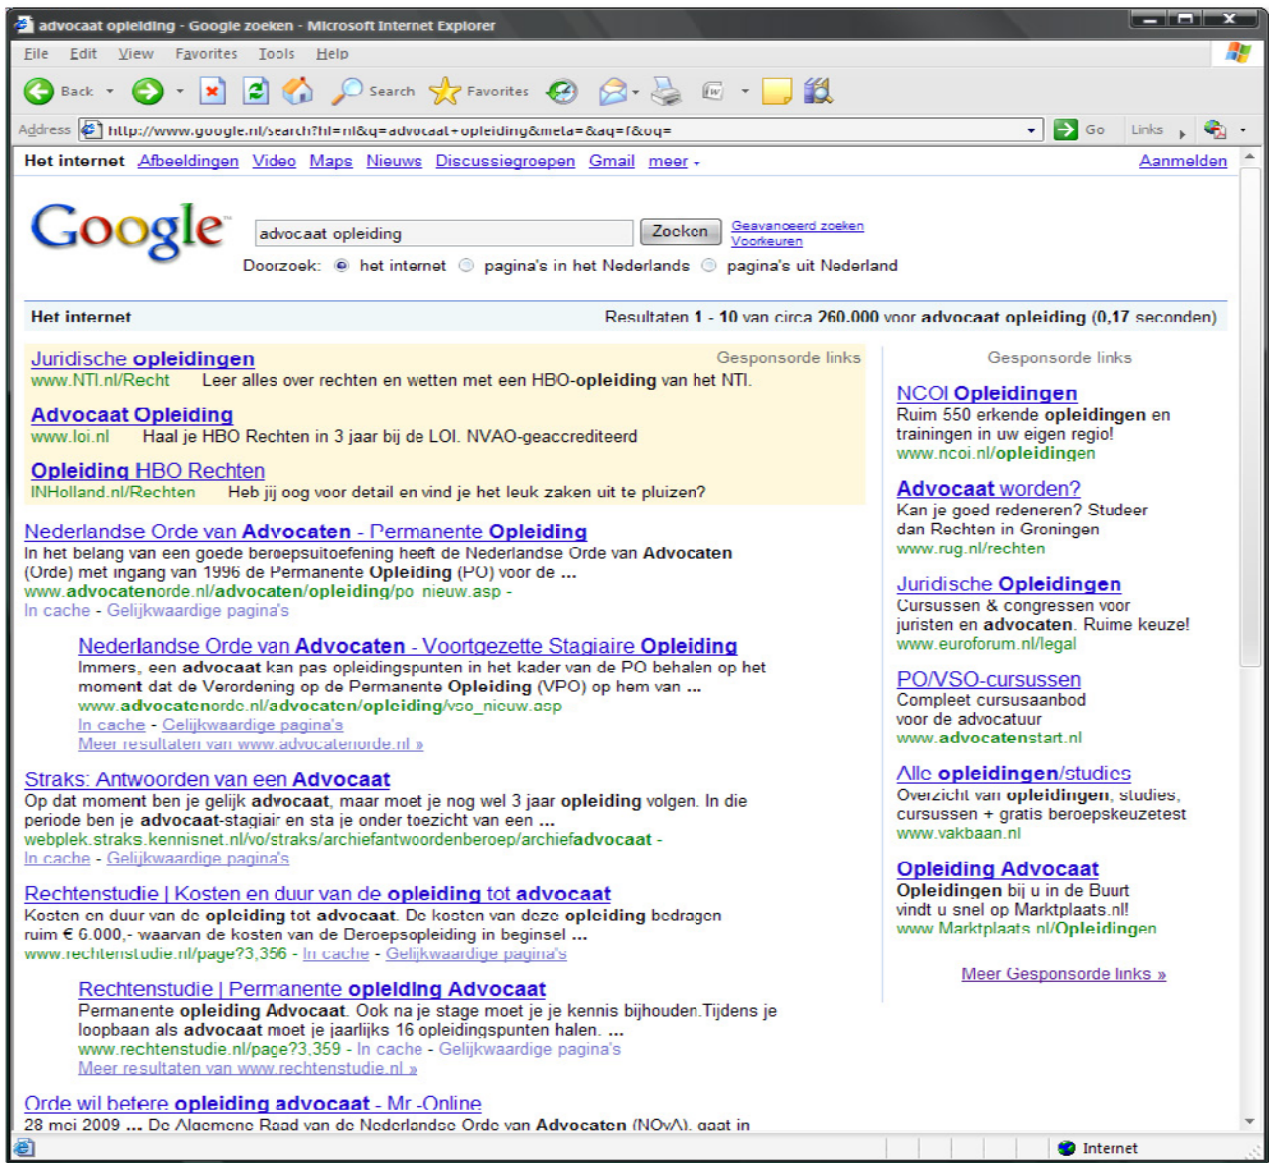 advocaat opleiding - Google zoeken - Microsoft Internet Explorer
File Edit View Favorites Tools Help
Back Search Favorites
Address http://www.google.nl/search?hl=nl&q=advocaat+opleiding&meta=&aq=f&oq= Go Links
Het internet Afbeeldingen Video Maps Nieuws Discussiegroepen Gmail meer Aanmelden
Google™ advocaat opleiding Zoeken Geavanceerd zoeken
Voorkeuren
Doorzoek: het internet pagina's in het Nederlands pagina's uit Nederland
Het internet Resultaten 1 - 10 van circa 260.000 voor advocaat opleiding (0,17 seconden)
Juridische opleidingen Gesponsorde links
www.NTI.nl/Recht Leer alles over rechten en wetten met een HBO-opleiding van het NTI.
Advocaat Opleiding
www.loi.nl Haal je HBO Rechten in 3 jaar bij de LOI. NVAO-geaccrediteerd
Opleiding HBO Rechten
INHolland.nl/Rechten Heb jij oog voor detail en vind je het leuk zaken uit te pluizen?
Nederlandse Orde van Advocaten - Permanente Opleiding
In het belang van een goede beroepsuitoefening heeft de Nederlandse Orde van Advocaten
(Orde) met ingang van 1996 de Permanente Opleiding (PO) voor de ...
www.advocatenorde.nl/advocaten/opleiding/po_nieuw.asp -
In cache - Gelijkwaardige pagina's
Nederlandse Orde van Advocaten - Voortgezette Stagiaire Opleiding
Immers, een advocaat kan pas opleidingspunten in het kader van de PO behalen op het
moment dat de Verordening op de Permanente Opleiding (VPO) op hem van ...
www.advocatenorde.nl/advocaten/opleiding/vso_nieuw.asp
In cache - Gelijkwaardige pagina's
Meer resultaten van www.advocatenorde.nl »
Straks: Antwoorden van een Advocaat
Op dat moment ben je gelijk advocaat, maar moet je nog wel 3 jaar opleiding volgen. In die
periode ben je advocaat-stagiair en sta je onder toezicht van een ...
webplek.straks.kennisnet.nl/vo/straks/archiefantwoordenberoep/archiefadvocaat -
In cache - Gelijkwaardige pagina's
Rechtenstudie | Kosten en duur van de opleiding tot advocaat
Kosten en duur van de opleiding tot advocaat. De kosten van deze opleiding bedragen
ruim € 6.000,- waarvan de kosten van de Beroepsopleiding in beginsel ...
www.rechtenstudie.nl/page?3,356 - In cache - Gelijkwaardige pagina's
Rechtenstudie | Permanente opleiding Advocaat
Permanente opleiding Advocaat. Ook na je stage moet je je kennis bijhouden.Tijdens je
loopbaan als advocaat moet je jaarlijks 16 opleidingspunten halen. ...
www.rechtenstudie.nl/page?3,359 - In cache - Gelijkwaardige pagina's
Meer resultaten van www.rechtenstudie.nl »
Orde wil betere opleiding advocaat - Mr.-Online
28 mei 2009 ... De Algemene Raad van de Nederlandse Orde van Advocaten (NOvA), gaat in
Gesponsorde links
NCOI Opleidingen
Ruim 550 erkende opleidingen en
trainingen in uw eigen regio!
www.ncoi.nl/opleidingen
Advocaat worden?
Kan je goed redeneren? Studeer
dan Rechten in Groningen
www.rug.nl/rechten
Juridische Opleidingen
Cursussen & congressen voor
juristen en advocaten. Ruime keuze!
www.euroforum.nl/legal
PO/VSO-cursussen
Compleet cursusaanbod
voor de advocatuur
www.advocatenstart.nl
Alle opleidingen/studies
Overzicht van opleidingen, studies,
cursussen + gratis beroepskeuzetest
www.vakbaan.nl
Opleiding Advocaat
Opleidingen bij u in de Buurt
vindt u snel op Marktplaats.nl!
www.Marktplaats.nl/Opleidingen
Meer Gesponsorde links »
Internet